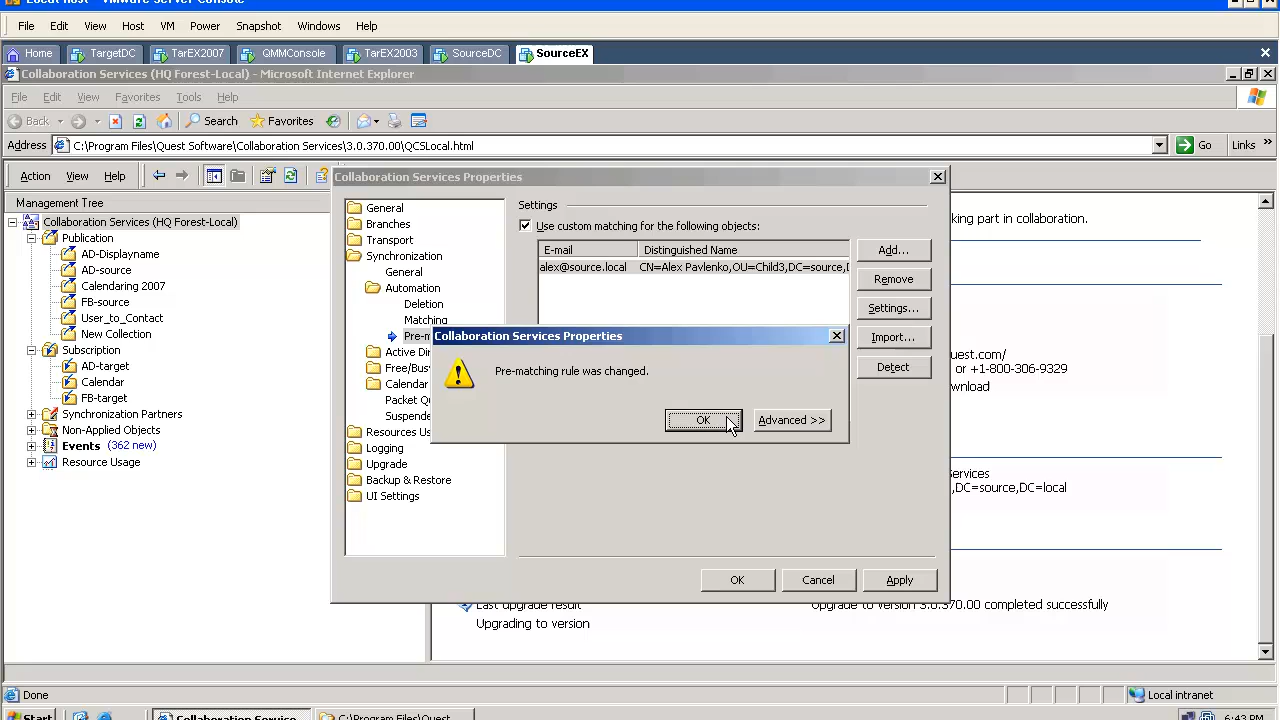 File Edit View Host VM Power Snapshot Windows Help
Home TargetDC TarEX2007 QMMConsole TarEX2003 SourceDC SourceEX
Collaboration Services (HQ Forest-Local) - Microsoft Internet Explorer
File Edit View Favorites Tools Help
Back Search Favorites
Address C:\Program Files\Quest Software\Collaboration Services\3.0.370.00\QCSLocal.html Go Links »
Action View Help
Management Tree
Collaboration Services (HQ Forest-Local)
Publication
AD-Displayname
AD-source
Calendaring 2007
FB-source
User_to_Contact
New Collection
Subscription
AD-target
Calendar
FB-target
Synchronization Partners
Non-Applied Objects
Events (362 new)
Resource Usage
Collaboration Services Properties
General
Branches
Transport
Synchronization
General
Automation
Deletion
Matching
Pre-m
Active Di
Free/Bus
Calendar
Packet Q
Suspende
Resources Us
Logging
Upgrade
Backup & Restore
UI Settings
Settings
Use custom matching for the following objects:
E-mail Distinguished Name
alex@source.local CN=Alex Pavlenko,OU=Child3,DC=source,D
Add...
Remove
Settings...
Import...
Detect
Collaboration Services Properties
Pre-matching rule was changed.
OK Advanced >>
OK Cancel Apply
king part in collaboration.
quest.com/
or +1-800-306-9329
wnload
ervices
,DC=source,DC=local
Last upgrade result Upgrade to version 3.0.370.00 completed successfully
Upgrading to version
Done Local intranet
Start Collaboration Service C:\Program Files\Quest 6:43 PM